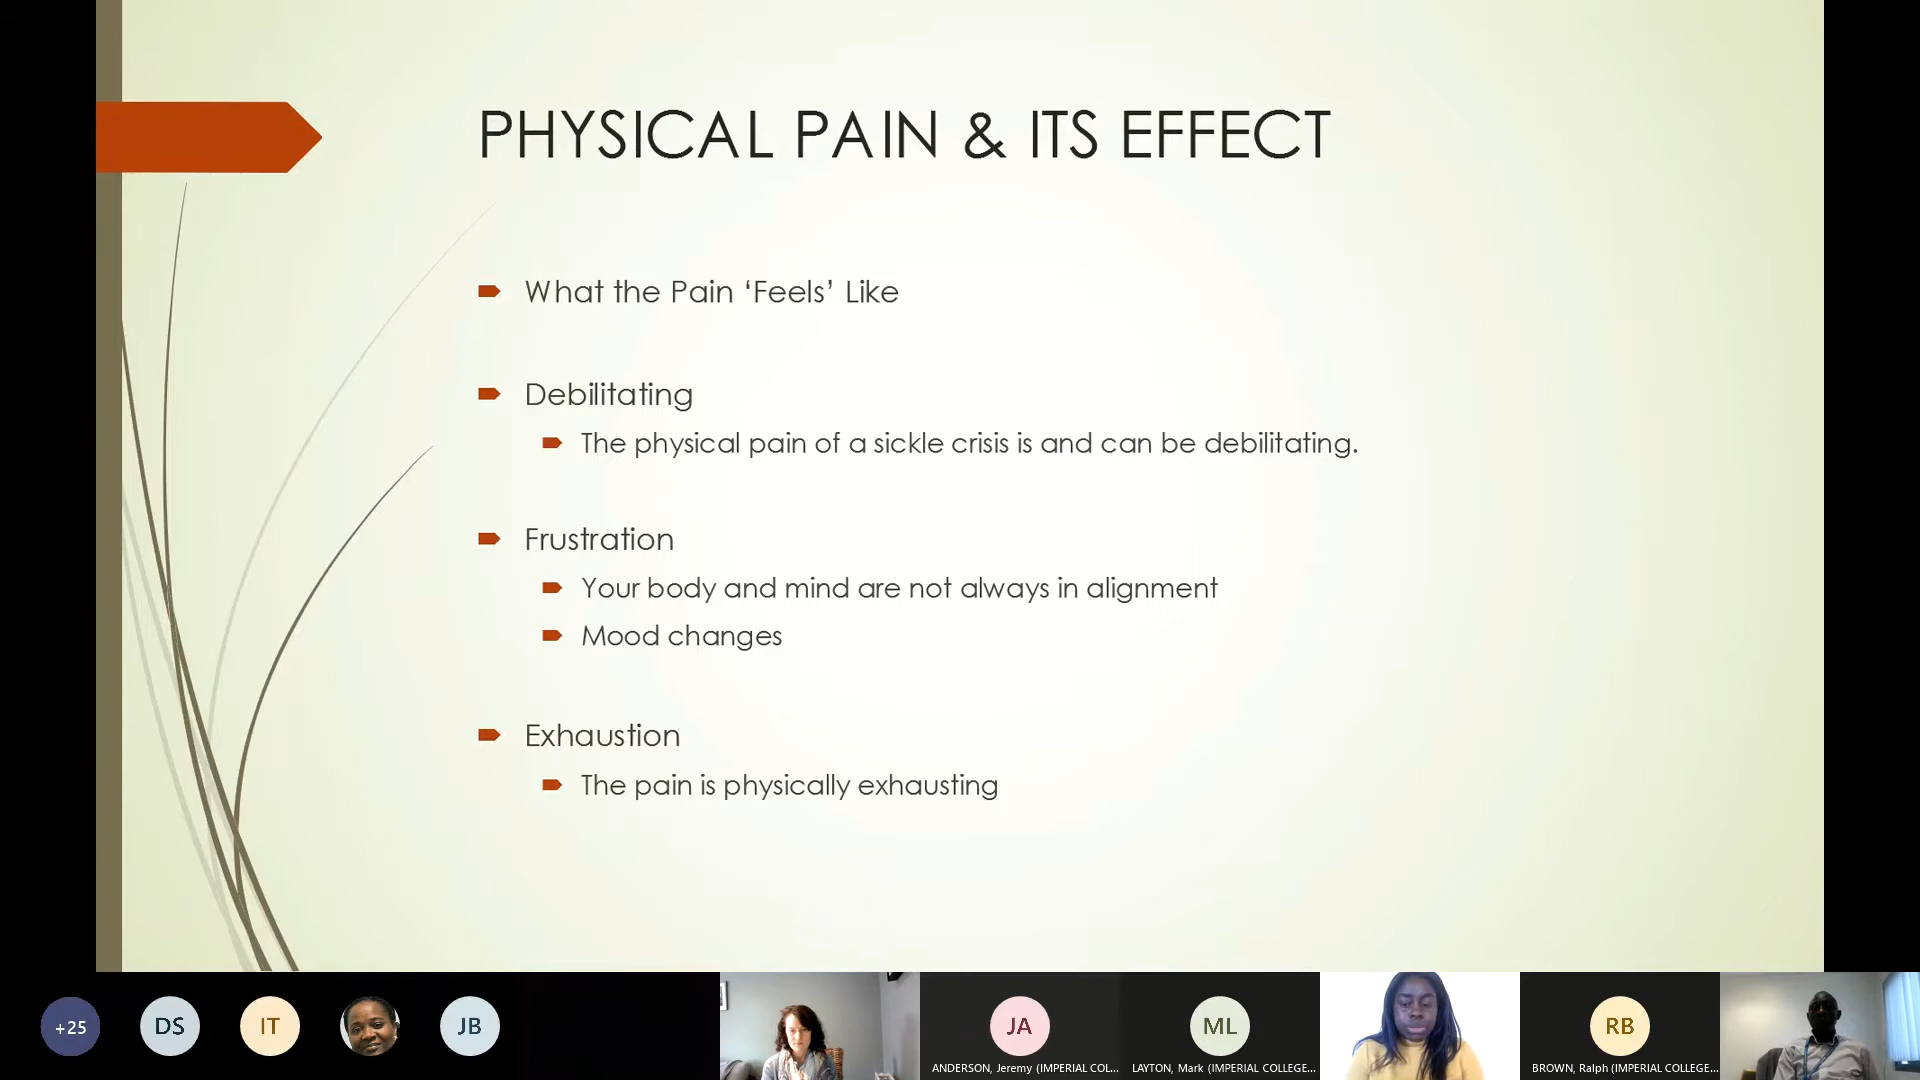 PHYSICAL PAIN & ITS EFFECT
What the Pain ‘Feels’ Like
Debilitating
The physical pain of a sickle crisis is and can be debilitating.
Frustration
Your body and mind are not always in alignment
Mood changes
Exhaustion
The pain is physically exhausting
+25
DS
IT
JB
JA
ANDERSON, Jeremy (IMPERIAL COL...
ML
LAYTON, Mark (IMPERIAL COLLEGE...
RB
BROWN, Ralph (IMPERIAL COLLEGE...